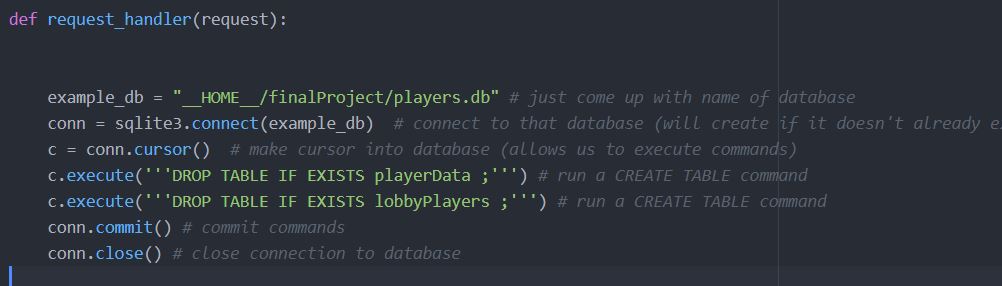 def request_handler(request):
example_db = "__HOME__/finalProject/players.db" # just come up with name of database
conn = sqlite3.connect(example_db)  # connect to that database (will create if it doesn't already
c = conn.cursor()  # make cursor into database (allows us to execute commands)
c.execute('''DROP TABLE IF EXISTS playerData ;''') # run a CREATE TABLE command
c.execute('''DROP TABLE IF EXISTS lobbyPlayers ;''') # run a CREATE TABLE command
conn.commit() # commit commands
conn.close() # close connection to database